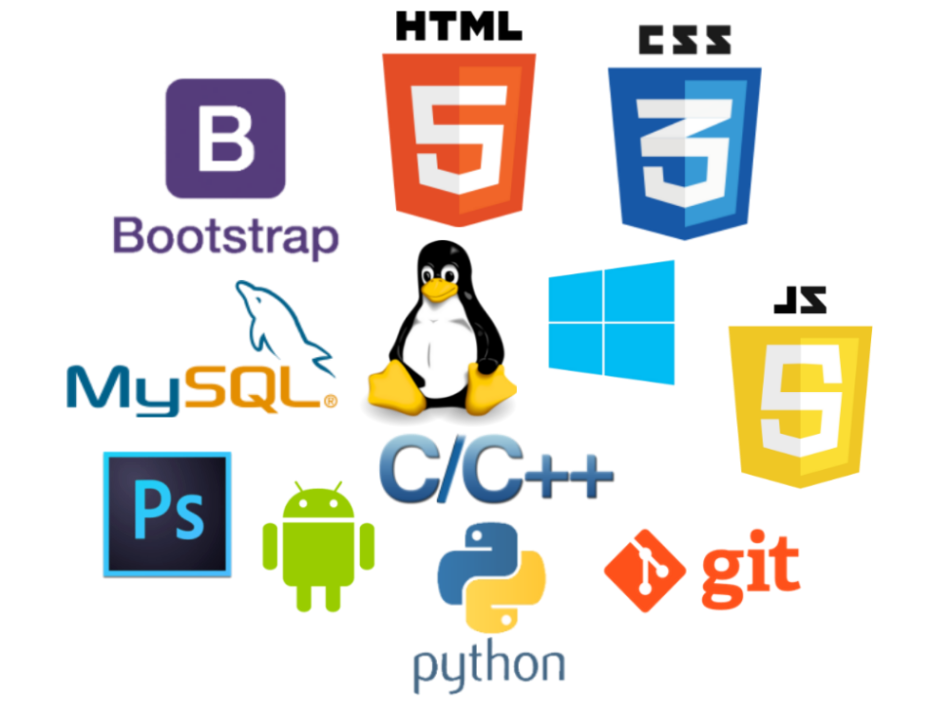 HTML
5
CSS
3
B
Bootstrap
JS
5
MySQL®
C/C++
Ps
git
python